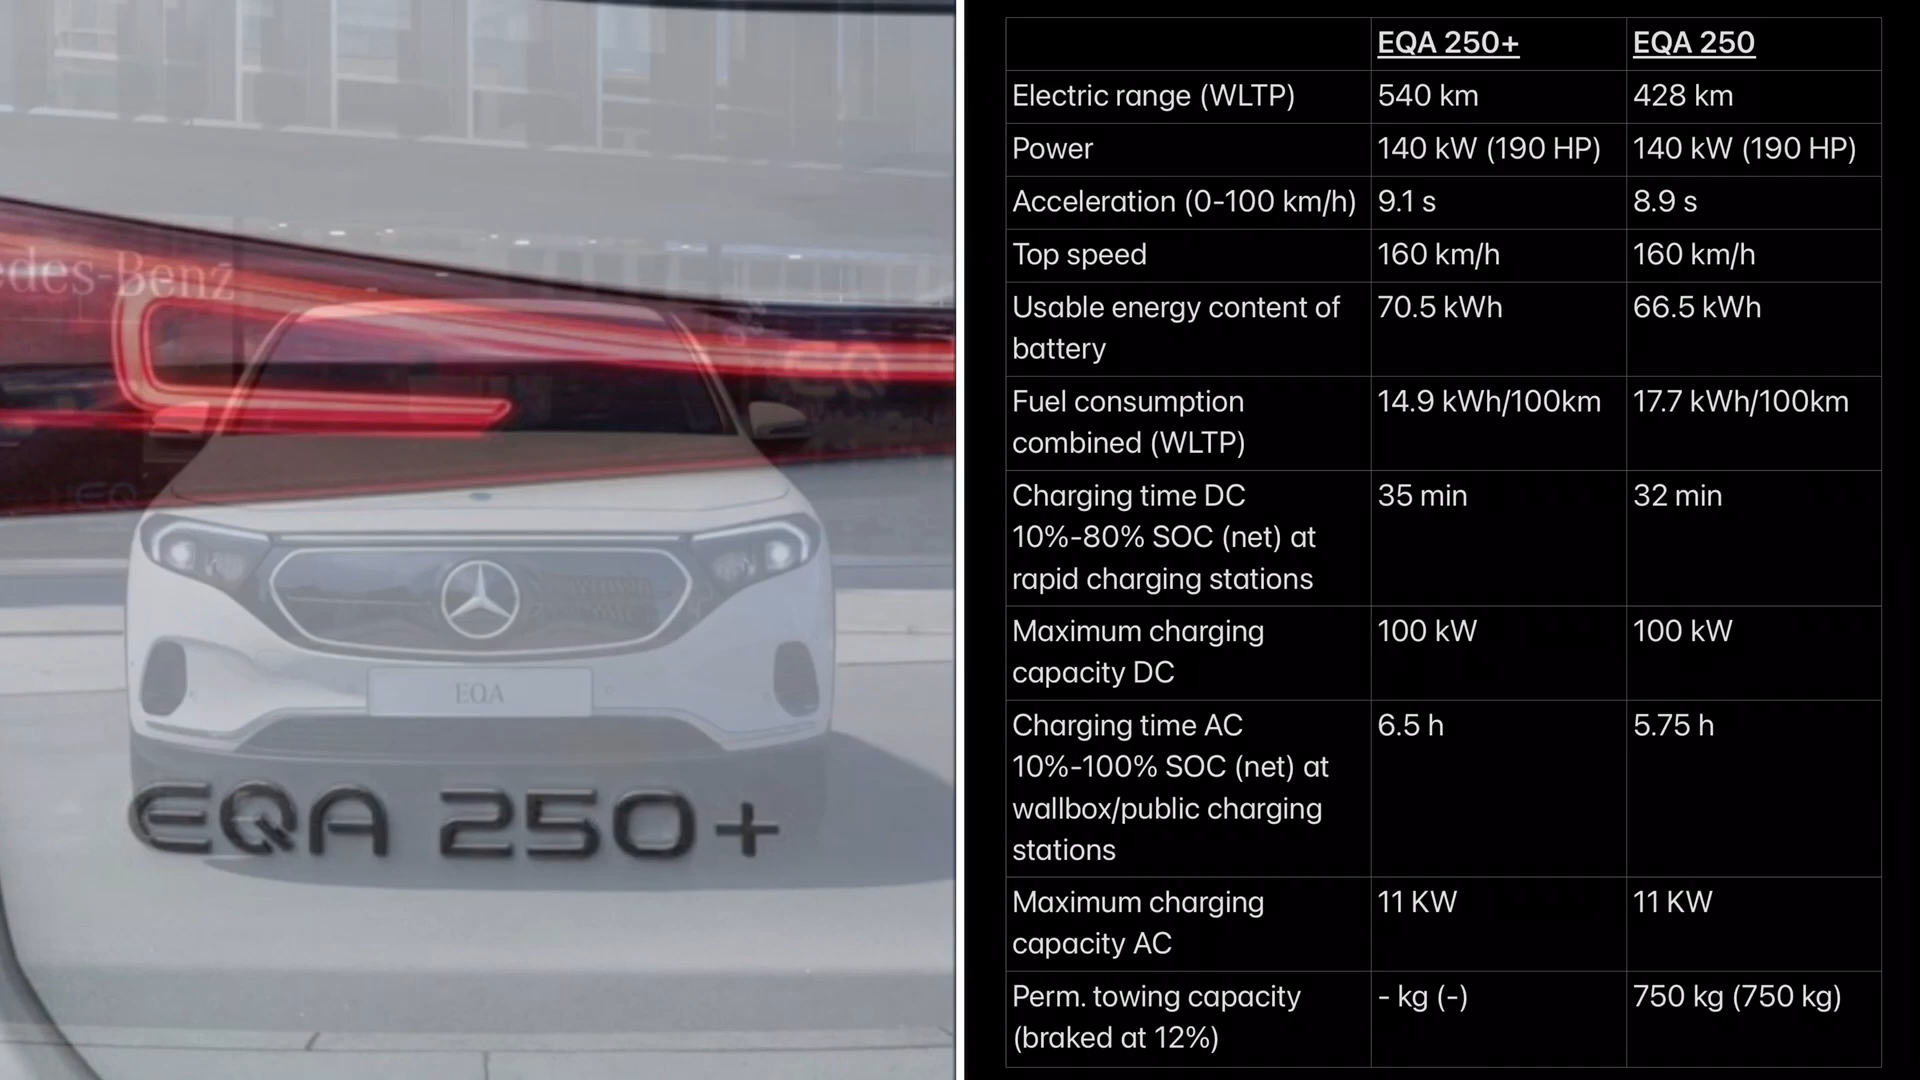 edes-Benz
EQ
EQA
EQA 250+
EQA 250+ EQA 250
Electric range (WLTP) 540 km 428 km
Power 140 kW (190 HP) 140 kW (190 HP)
Acceleration (0-100 km/h) 9.1 s 8.9 s
Top speed 160 km/h 160 km/h
Usable energy content of 70.5 kWh 66.5 kWh
battery
Fuel consumption 14.9 kWh/100km 17.7 kWh/100km
combined (WLTP)
Charging time DC 35 min 32 min
10%-80% SOC (net) at
rapid charging stations
Maximum charging 100 kW 100 kW
capacity DC
Charging time AC 6.5 h 5.75 h
10%-100% SOC (net) at
wallbox/public charging
stations
Maximum charging 11 KW 11 KW
capacity AC
Perm. towing capacity - kg (-) 750 kg (750 kg)
(braked at 12%)